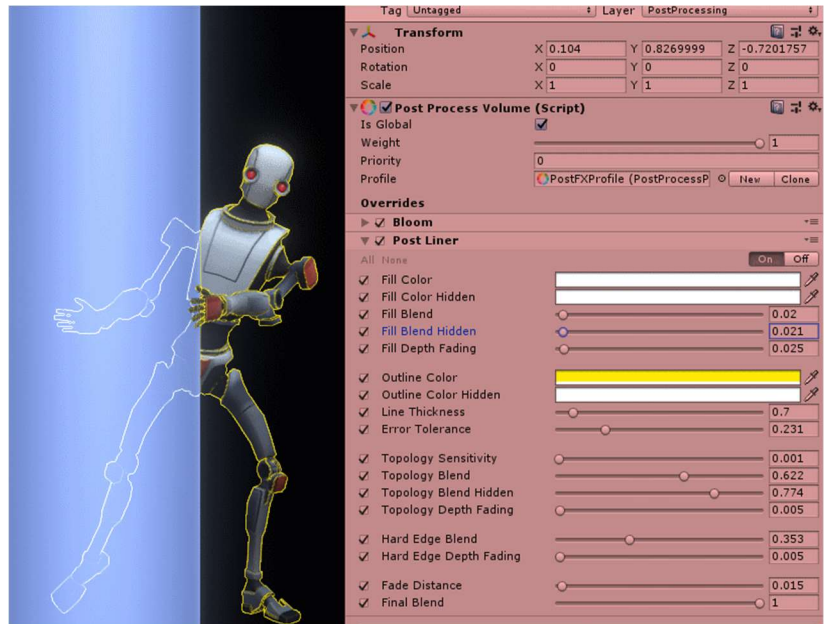 Tag Untagged Layer PostProcessing
Transform
Position X 0.104 Y 0.8269999 Z -0.7201757
Rotation X 0 Y 0 Z 0
Scale X 1 Y 1 Z 1
Post Process Volume (Script)
Is Global
Weight 1
Priority 0
Profile PostFXProfile (PostProcessP New Clone
Overrides
Bloom
Post Liner
All None On Off
Fill Color
Fill Color Hidden
Fill Blend 0.02
Fill Blend Hidden 0.021
Fill Depth Fading 0.025
Outline Color
Outline Color Hidden
Line Thickness 0.7
Error Tolerance 0.231
Topology Sensitivity 0.001
Topology Blend 0.622
Topology Blend Hidden 0.774
Topology Depth Fading 0.005
Hard Edge Blend 0.353
Hard Edge Depth Fading 0.005
Fade Distance 0.015
Final Blend 1